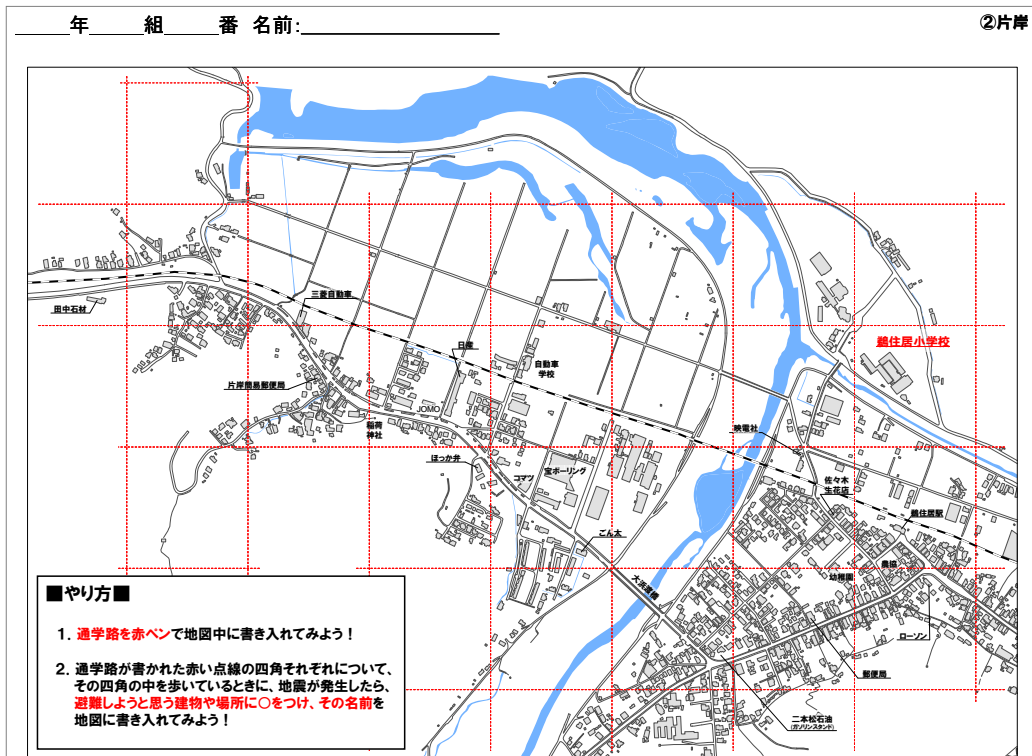 年 組 番 名前:
②片岸
田中石材
三菱自動車
鵜住居小学校
日産
自動車
学校
片岸簡易郵便局
JOMO
稲荷
神社
映電社
ほっか弁
コマツ
宝ボーリング
佐々木
生花店
鵜住居駅
ごん太
大浜渡橋
幼稚園
農協
ローソン
郵便局
二本松石油
(ガソリンスタンド)
■やり方■
1. 通学路を赤ペンで地図中に書き入れてみよう！
2. 通学路が書かれた赤い点線の四角それぞれについて、
その四角の中を歩いているときに、地震が発生したら、
避難しようと思う建物や場所に○をつけ、その名前を
地図に書き入れてみよう！